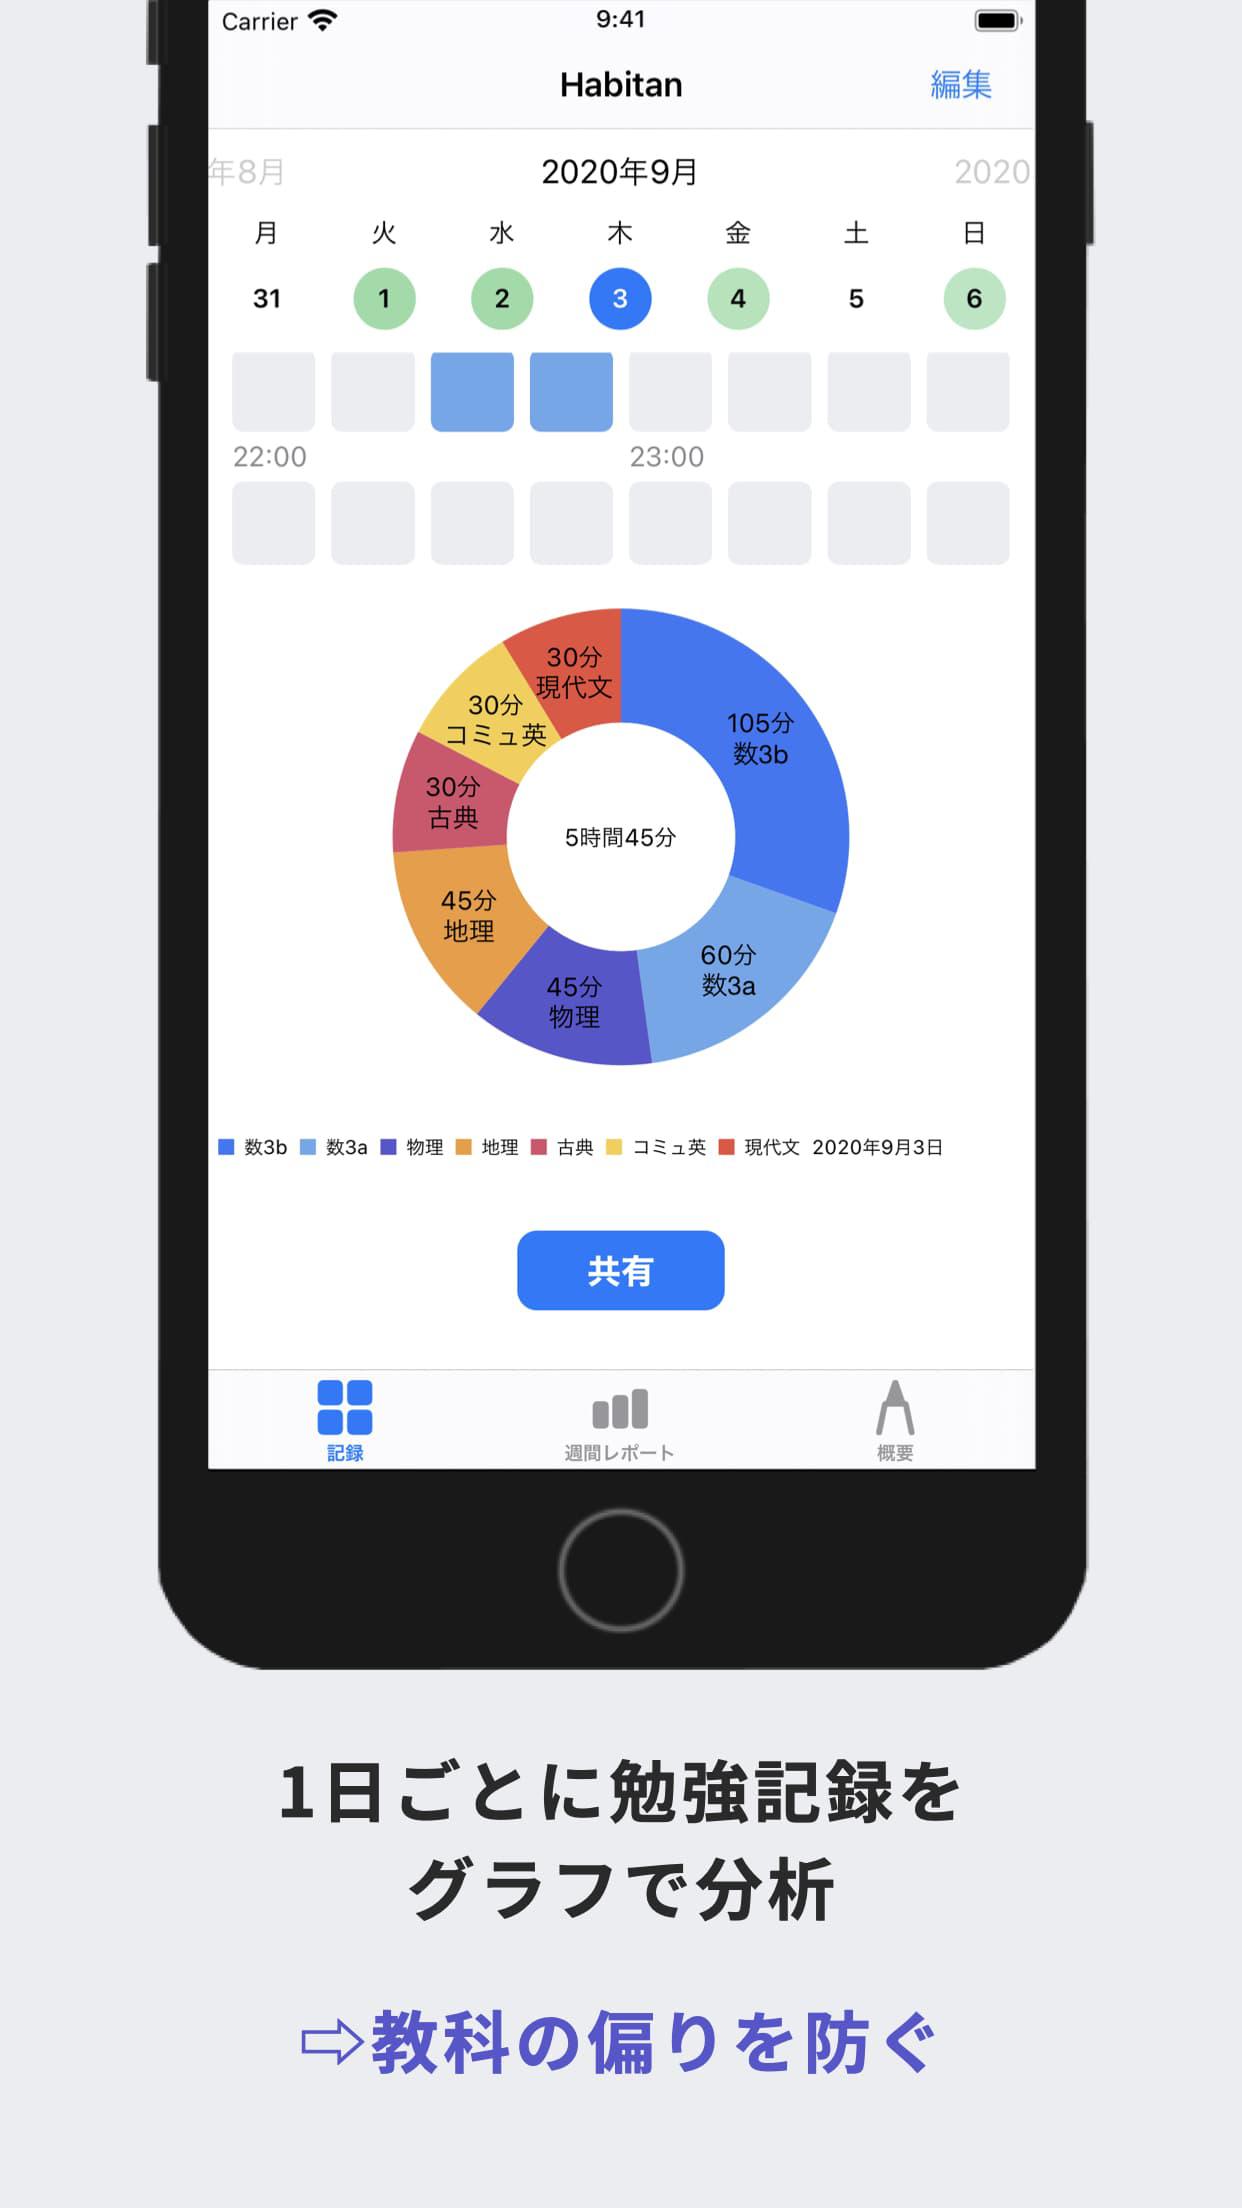 Carrier 9:41
Habitan 編集
年8月 2020年9月 2020
月 火 水 木 金 土 日
31 1 2 3 4 5 6
22:00 23:00
30分
現代文
105分
数3b
30分
コミュ英
30分
古典
5時間45分
45分
地理
60分
数3a
45分
物理
数3b 数3a 物理 地理 古典 コミュ英 現代文 2020年9月3日
共有
記録 週間レポート 概要
1日ごとに勉強記録を
グラフで分析
⇨教科の偏りを防ぐ